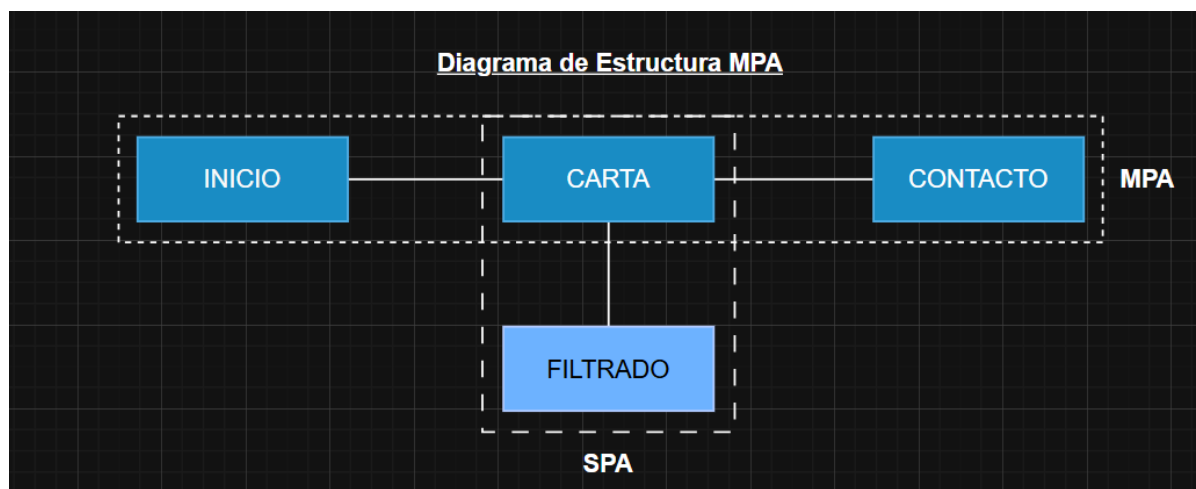 Diagrama de Estructura MPA
INICIO
CARTA
CONTACTO
MPA
FILTRADO
SPA